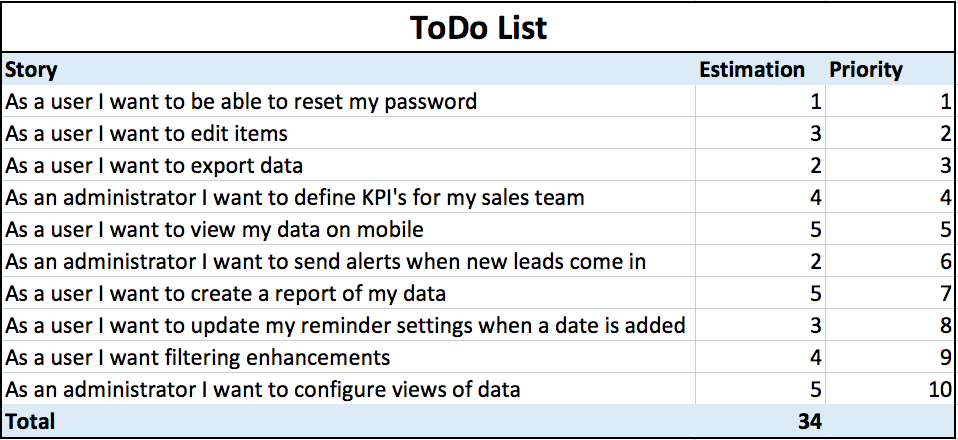 ToDo List
Story Estimation Priority
As a user I want to be able to reset my password 1 1
As a user I want to edit items 3 2
As a user I want to export data 2 3
As an administrator I want to define KPI's for my sales team 4 4
As a user I want to view my data on mobile 5 5
As an administrator I want to send alerts when new leads come in 2 6
As a user I want to create a report of my data 5 7
As a user I want to update my reminder settings when a date is added 3 8
As a user I want filtering enhancements 4 9
As an administrator I want to configure views of data 5 10
Total 34